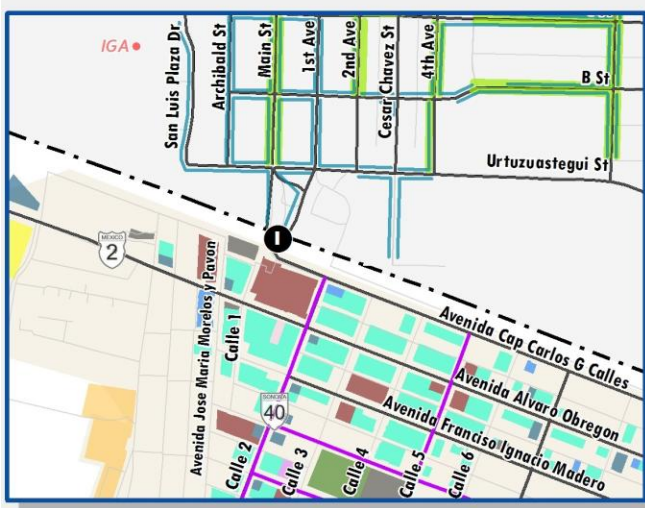 IGA
San Luis Plaza Dr.
Archibald St
Main St
1st Ave
2nd Ave
Cesar Chavez St
4th Ave
B St
Urtuzuastegui St
MEXICO
2
I
Avenida Jose Maria Morelos y Pavon
Calle 1
Avenida Cap Carlos G Calles
Avenida Alvaro Obregon
Avenida Franciso Ignacio Madero
SONORA
40
Calle 2
Calle 3
Calle 4
Calle 5
Calle 6